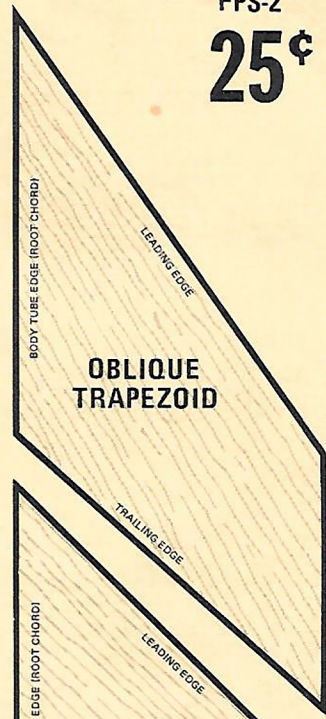 FPS-2
25¢
BODY TUBE EDGE (ROOT CHORD)
LEADING EDGE
OBLIQUE
TRAPEZOID
TRAILING EDGE
EDGE (ROOT CHORD)
LEADING EDGE